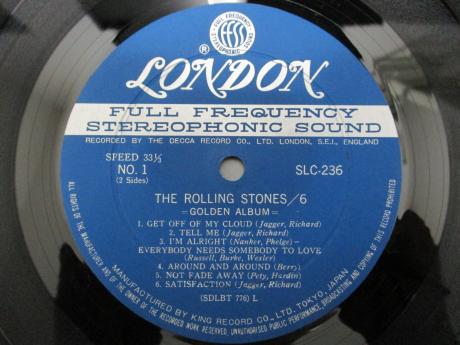 FULL FREQUENCY
STEREOPHONIC SOUND
ffss
®
LONDON
FULL FREQUENCY
STEREOPHONIC SOUND
RECORDED BY THE DECCA RECORD CO., LTD. LONDON, S.E.I., ENGLAND
SPEED 33⅓
NO. 1
(2 Sides)
SLC-236
THE ROLLING STONES/6
=GOLDEN ALBUM=
1. GET OFF OF MY CLOUD (Jagger, Richard)
2. TELL ME (Jagger, Richard)
3. I'M ALRIGHT (Nanker, Phelge)—
EVERYBODY NEEDS SOMEBODY TO LOVE
(Russell, Burke, Wexler)
4. AROUND AND AROUND (Berry)
5. NOT FADE AWAY (Pety, Hardin)
6. SATISFACTION (Jagger, Richard)
(SDLBT 776) L
MANUFACTURED BY KING RECORD CO., LTD. TOKYO, JAPAN
ALL RIGHTS OF THE MANUFACTURER AND OF THE OWNER OF THE RECORDED WORK RESERVED. UNAUTHORISED PUBLIC PERFORMANCE, BROADCASTING AND COPYING OF THIS RECORD PROHIBITED